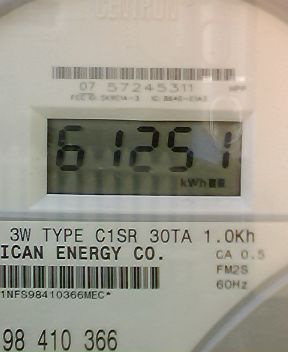 CENTRON
07 57245311
61251
kWh
3W TYPE C1SR 30TA 1.0Kh
ICAN ENERGY CO.
CA 0.5
FM2S
60Hz
1NFS98410366MEC*
98 410 366